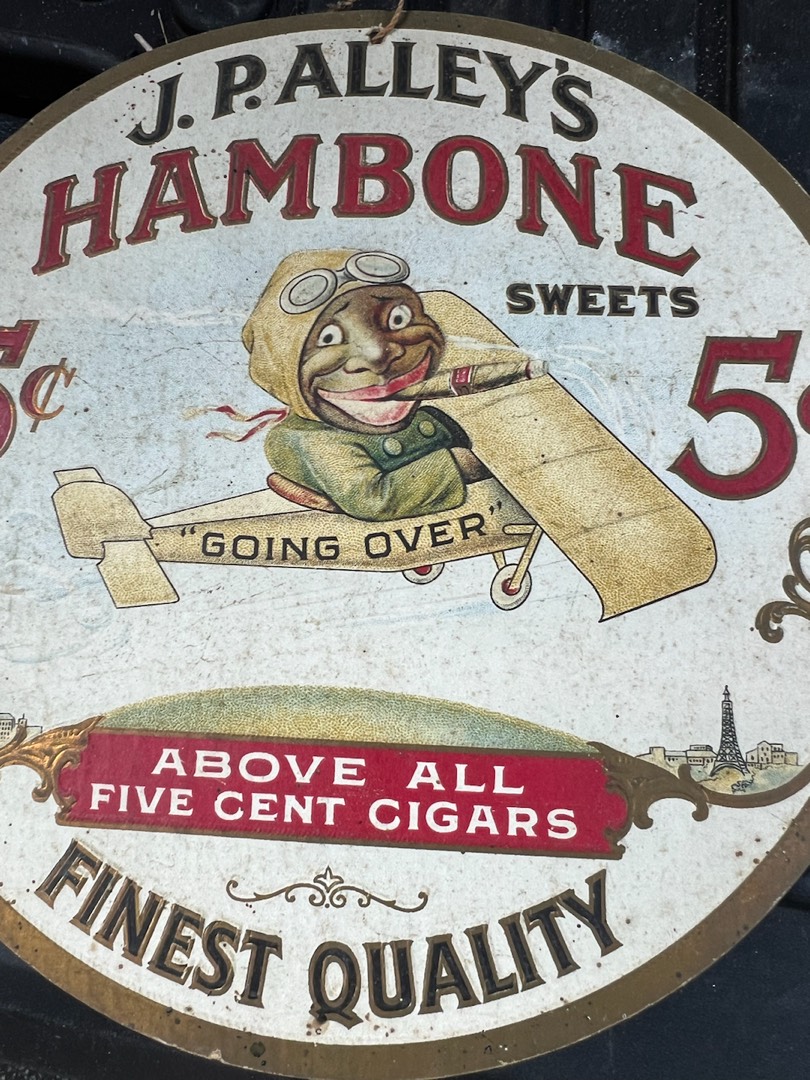 J. P. ALLEY'S
HAMBONE
SWEETS
5¢
5¢
"GOING OVER"
ABOVE ALL
FIVE CENT CIGARS
FINEST QUALITY